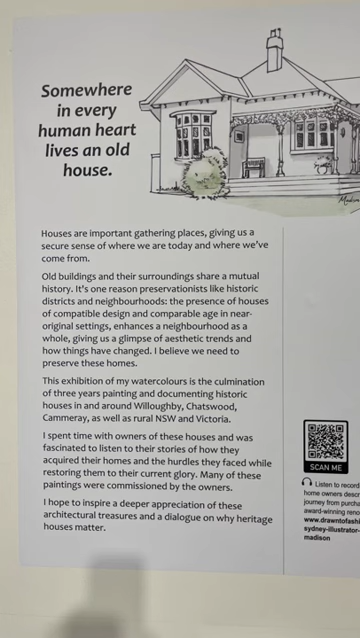 Somewhere
in every
human heart
lives an old
house.
Houses are important gathering places, giving us a
secure sense of where we are today and where we've
come from.
Old buildings and their surroundings share a mutual
history. It's one reason preservationists like historic
districts and neighbourhoods: the presence of houses
of compatible design and comparable age in near-
original settings, enhances a neighbourhood as a
whole, giving us a glimpse of aesthetic trends and
how things have changed. I believe we need to
preserve these homes.
This exhibition of my watercolours is the culmination
of three years painting and documenting historic
houses in and around Willoughby, Chatswood,
Cammeray, as well as rural NSW and Victoria.
I spent time with owners of these houses and was
fascinated to listen to their stories of how they
acquired their homes and the hurdles they faced while
restoring them to their current glory. Many of these
paintings were commissioned by the owners.
I hope to inspire a deeper appreciation of these
architectural treasures and a dialogue on why heritage
houses matter.
SCAN ME
Listen to record
home owners descr
journey from purcha
award-winning reno
www.drawntofashi
sydney-illustrator-
madison